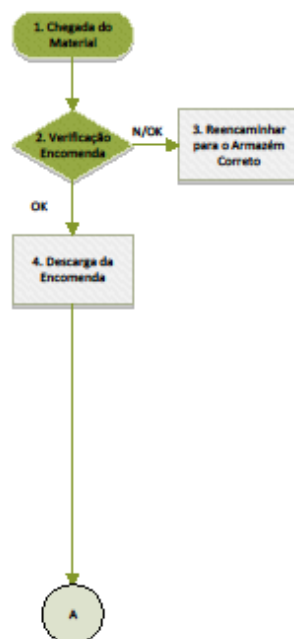 1. Chegada do
Material
2. Verificação
Encomenda
N/OK
3. Reencaminhar
para o Armazém
Correto
OK
4. Descarga da
Encomenda
A